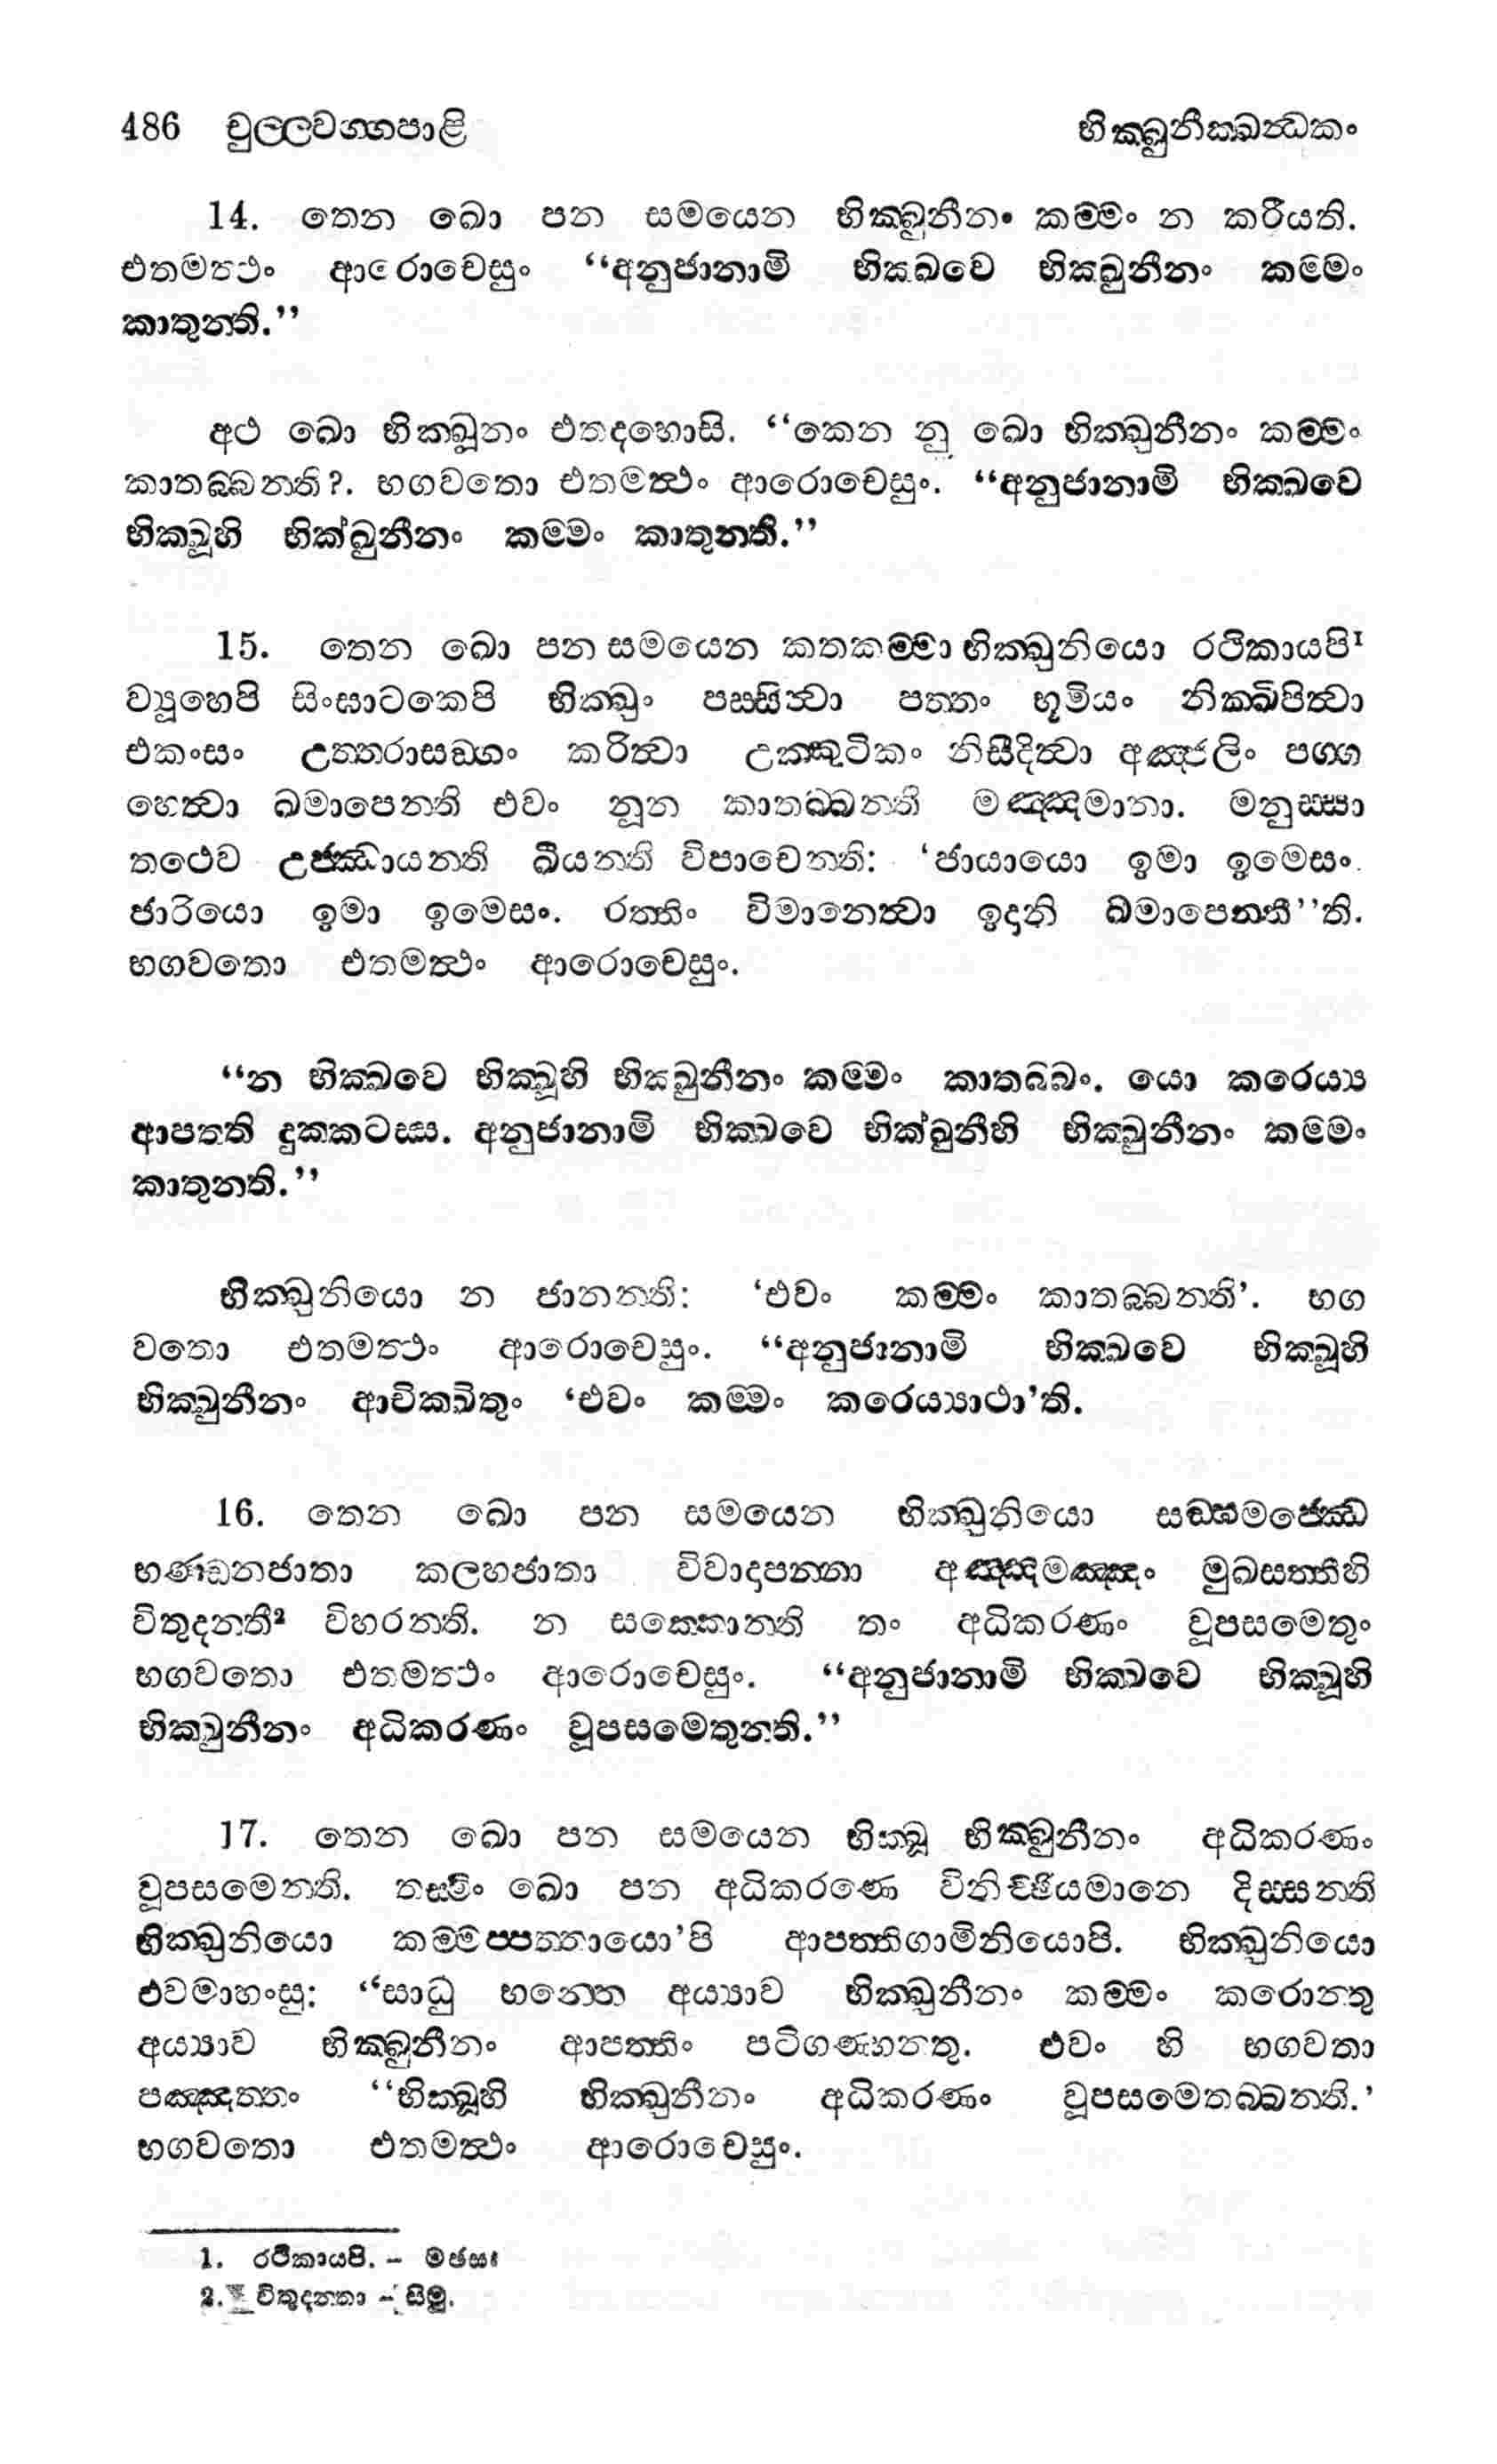 486 චුල්ලවග්ගපාළි භික්ඛුනීක්ඛන්ධකං
14. තෙන ඛො පන සමයෙන භික්ඛුනීනං කම්මං න කරීයති.
එතමත්ථං ආරොචෙසුං “අනුජානාමි භික්ඛවෙ භික්ඛුනීනං කම්මං
කාතුන්ති.”
අථ ඛො භික්ඛූනං එතදහොසි. “කෙන නු ඛො භික්ඛුනීනං කම්මං
කාතබ්බන්ති?. භගවතො එතමත්ථං ආරොචෙසුං. “අනුජානාමි භික්ඛවෙ
භික්ඛූහි භික්ඛුනීනං කම්මං කාතුන්ති.”
15. තෙන ඛො පන සමයෙන කතකම්මා භික්ඛුනියො රථිකායපි1
ව්‍යූහෙපි සිංඝාටකෙපි භික්ඛුං පස්සිත්වා පත්තං භූමියං නික්ඛිපිත්වා
එකංසං උත්තරාසඞ්ගං කරිත්වා උක්කුටිකං නිසීදිත්වා අඤ්ජලිං පග්ග
හෙත්වා ඛමාපෙන්ති එවං නූන කාතබ්බන්ති මඤ්ඤමානා. මනුස්සා
තථෙව උජ්ඣායන්ති ඛීයන්ති විපාචෙන්ති: ‘ජායායො ඉමා ඉමෙසං.
ජාරියො ඉමා ඉමෙසං. රත්තිං විමානෙත්වා ඉදානි ඛමාපෙන්තී’’ති.
භගවතො එතමත්ථං ආරොචෙසුං.
“න භික්ඛවෙ භික්ඛූහි භික්ඛුනීනං කම්මං කාතබ්බං. යො කරෙය්‍ය
ආපත්ති දුක්කටස්ස. අනුජානාමි භික්ඛවෙ භික්ඛුනීහි භික්ඛුනීනං කම්මං
කාතුන්ති.”
භික්ඛුනියො න ජානන්ති: ‘එවං කම්මං කාතබ්බන්ති’. භග
වතො එතමත්ථං ආරොචෙසුං. “අනුජානාමි භික්ඛවෙ භික්ඛූහි
භික්ඛුනීනං ආචික්ඛිතුං ‘එවං කම්මං කරෙය්‍යාථා’ති.
16. තෙන ඛො පන සමයෙන භික්ඛුනියො සඞ්ඝමජ්ඣෙ
භණ්ඩනජාතා කලහජාතා විවාදාපන්නා අඤ්ඤමඤ්ඤං මුඛසත්තීහි
විතුදන්තී2 විහරන්ති. න සක්කොන්ති තං අධිකරණං වූපසමෙතුං
භගවතො එතමත්ථං ආරොචෙසුං. “අනුජානාමි භික්ඛවෙ භික්ඛූහි
භික්ඛුනීනං අධිකරණං වූපසමෙතුන්ති.”
17. තෙන ඛො පන සමයෙන භික්ඛූ භික්ඛුනීනං අධිකරණං
වූපසමෙන්ති. තස්මිං ඛො පන අධිකරණෙ විනිච්ඡියමානෙ දිස්සන්ති
භික්ඛුනියො කම්මප්පත්තායො’පි ආපත්තිගාමිනියොපි. භික්ඛුනියො
එවමාහංසු: “සාධු භන්තෙ අය්‍යාව භික්ඛුනීනං කම්මං කරොන්තු
අය්‍යාව භික්ඛුනීනං ආපත්තිං පටිගණ්හන්තු. එවං හි භගවතා
පඤ්ඤත්තං “භික්ඛූහි භික්ඛුනීනං අධිකරණං වූපසමෙතබ්බන්ති.’
භගවතො එතමත්ථං ආරොචෙසුං.
1. රථිකායපි. – මජසං
2. විතුදන්තා – සිමු.